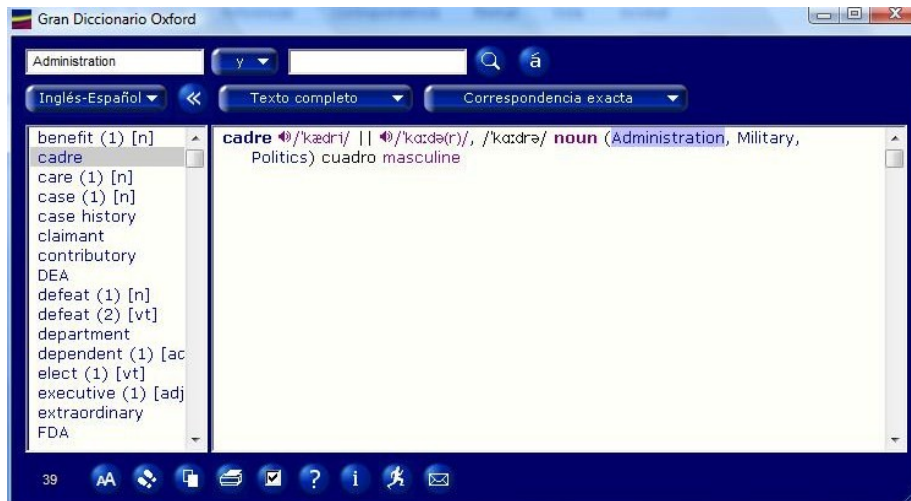 Gran Diccionario Oxford
Administration
y
á
Inglés-Español
Texto completo
Correspondencia exacta
benefit (1) [n]
cadre
care (1) [n]
case (1) [n]
case history
claimant
contributory
DEA
defeat (1) [n]
defeat (2) [vt]
department
dependent (1) [ac
elect (1) [vt]
executive (1) [adj
extraordinary
FDA
cadre /ˈkædri/ || /ˈkɑːdə(r)/, /ˈkɑːdrə/ noun (Administration, Military,
Politics) cuadro masculine
39
AA
?
i